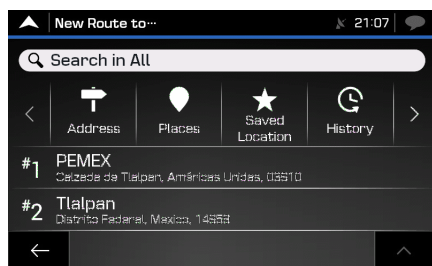 New Route to...
21:07
Search in All
Address
Places
Saved
Location
History
#1 PEMEX
Calzada de Tlalpan, Américas Unidas, 03610
#2 Tlalpan
Distrito Federal, Mexico,